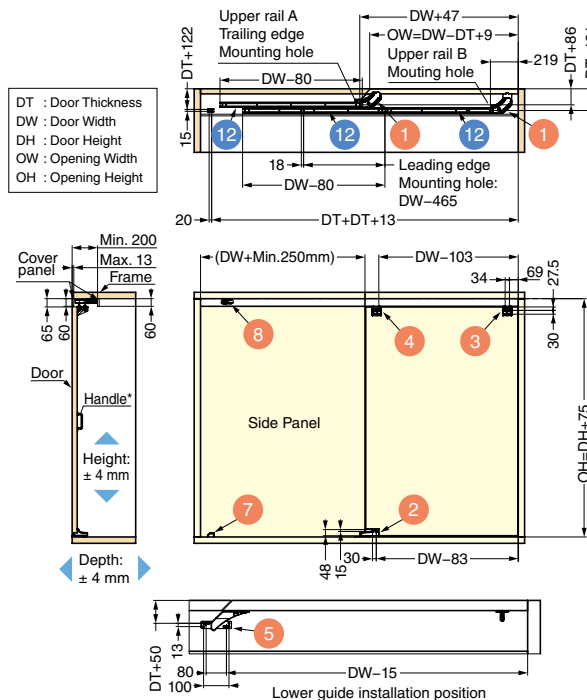 DW+47
OW=DW-DT+9
Upper rail A
Trailing edge
Mounting hole
Upper rail B
Mouting hole
219
DT+86
DT+122
DW-80
15
12
12
1
12
1
18
DW-80
Leading edge
Mounting hole:
DW-465
20
DT+DT+13
DT : Door Thickness
DW : Door Width
DH : Door Height
OW : Opening Width
OH : Opening Height
Min. 200
Max. 13
Cover
panel
Frame
65
60
60
Door
Handle*
Height:
± 4 mm
Depth:
± 4 mm
(DW+Min.250mm)
DW-103
34
69
27.5
30
8
4
3
Side Panel
OH=DH+75
7
2
48
15
30
DW-83
DT+50
13
5
80
100
DW-15
Lower guide installation position